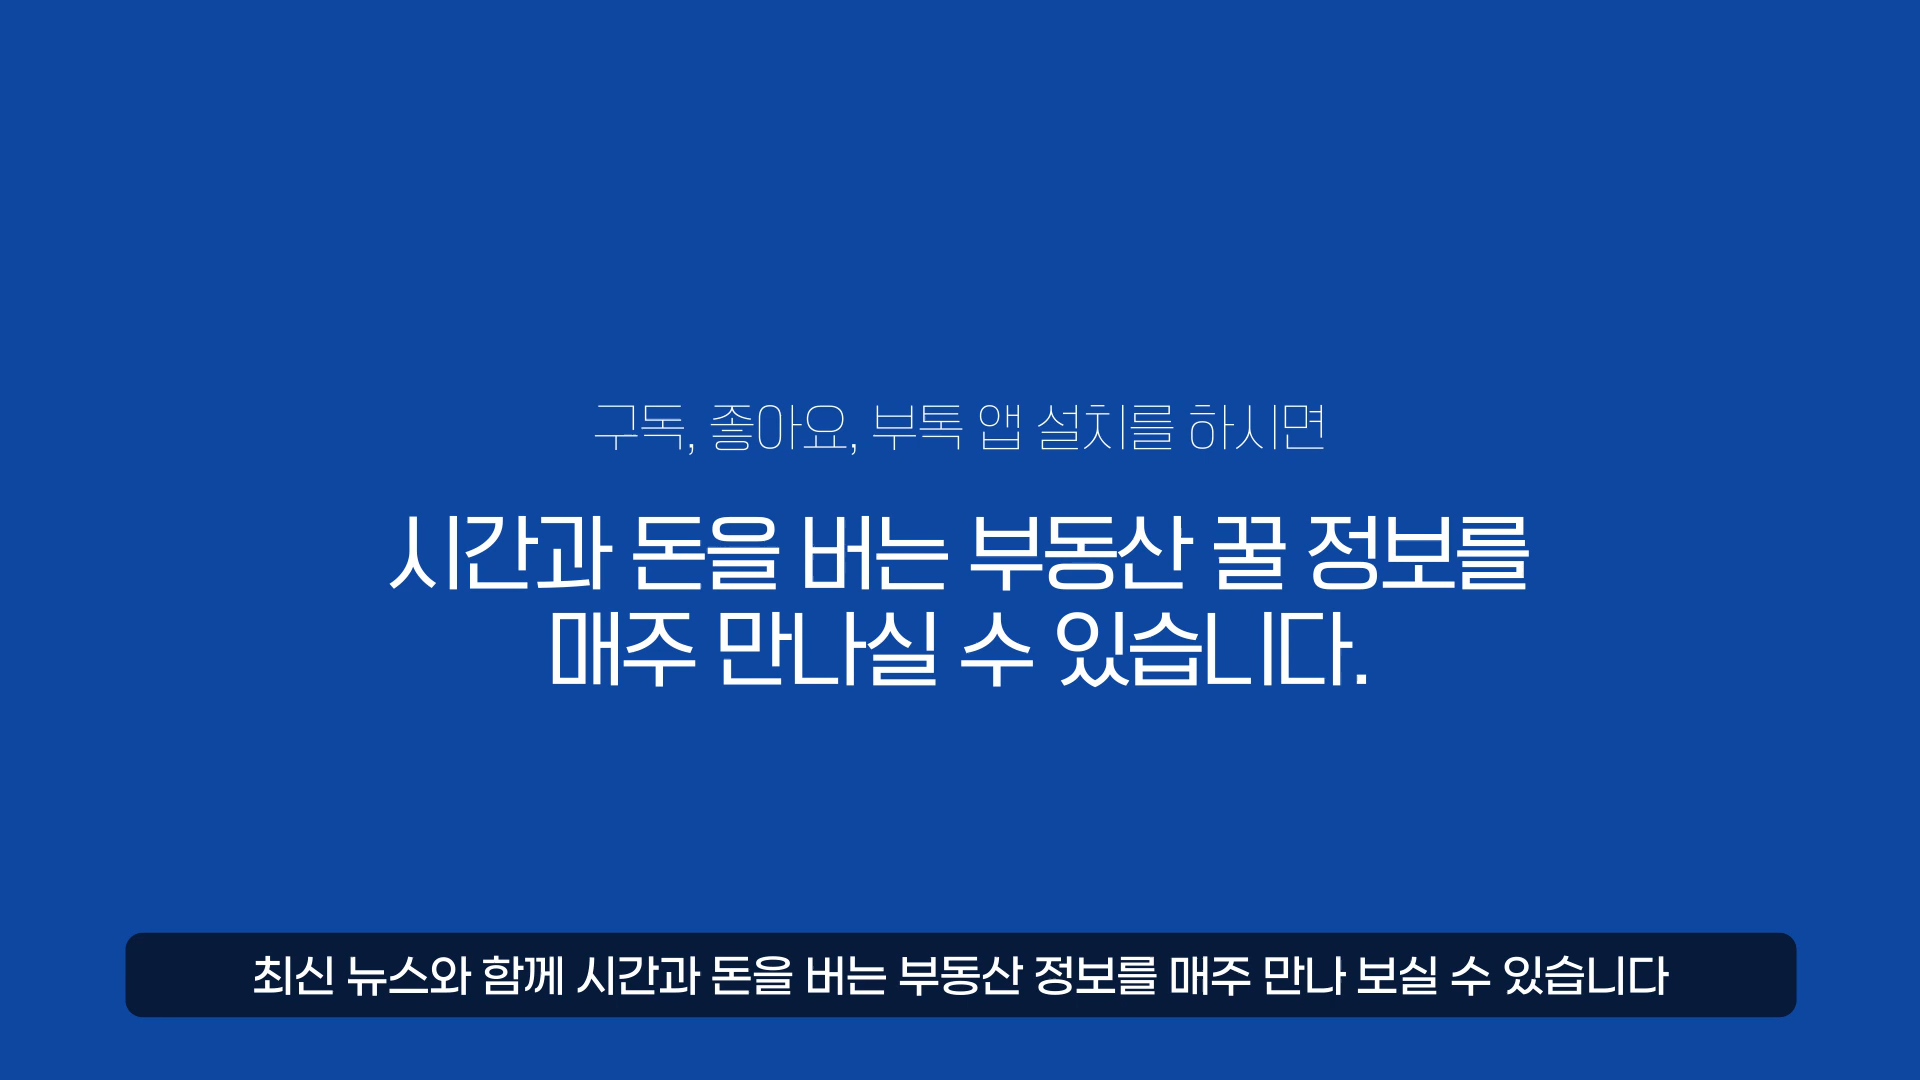 구독, 좋아요, 부톡 앱 설치를 하시면
시간과 돈을 버는 부동산 꿀 정보를
매주 만나실 수 있습니다.
최신 뉴스와 함께 시간과 돈을 버는 부동산 정보를 매주 만나 보실 수 있습니다